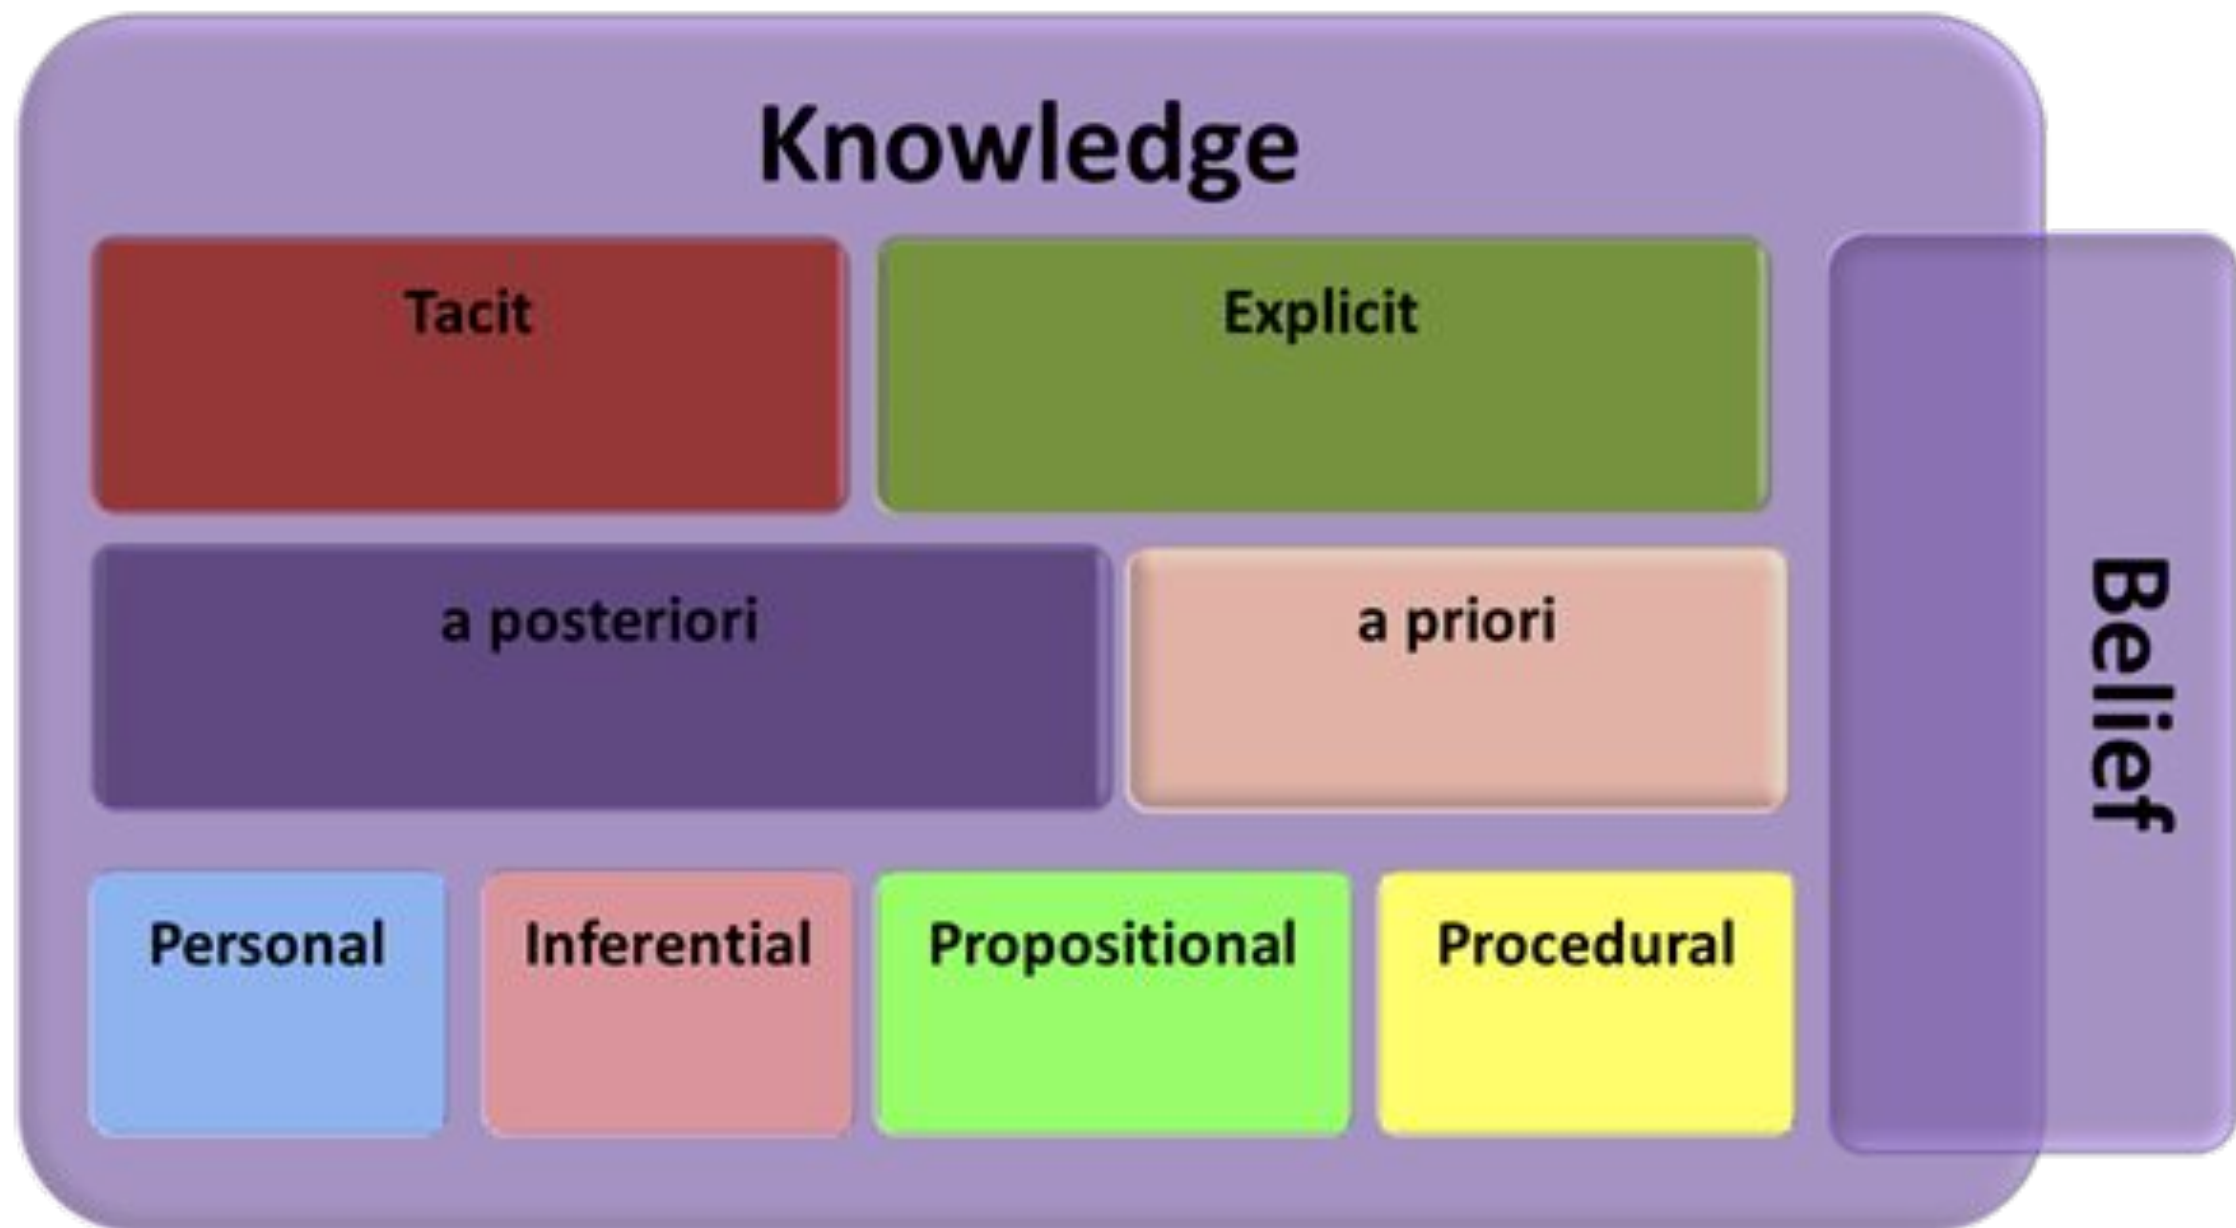 Knowledge
Tacit
Explicit
a posteriori
a priori
Belief
Personal
Inferential
Propositional
Procedural